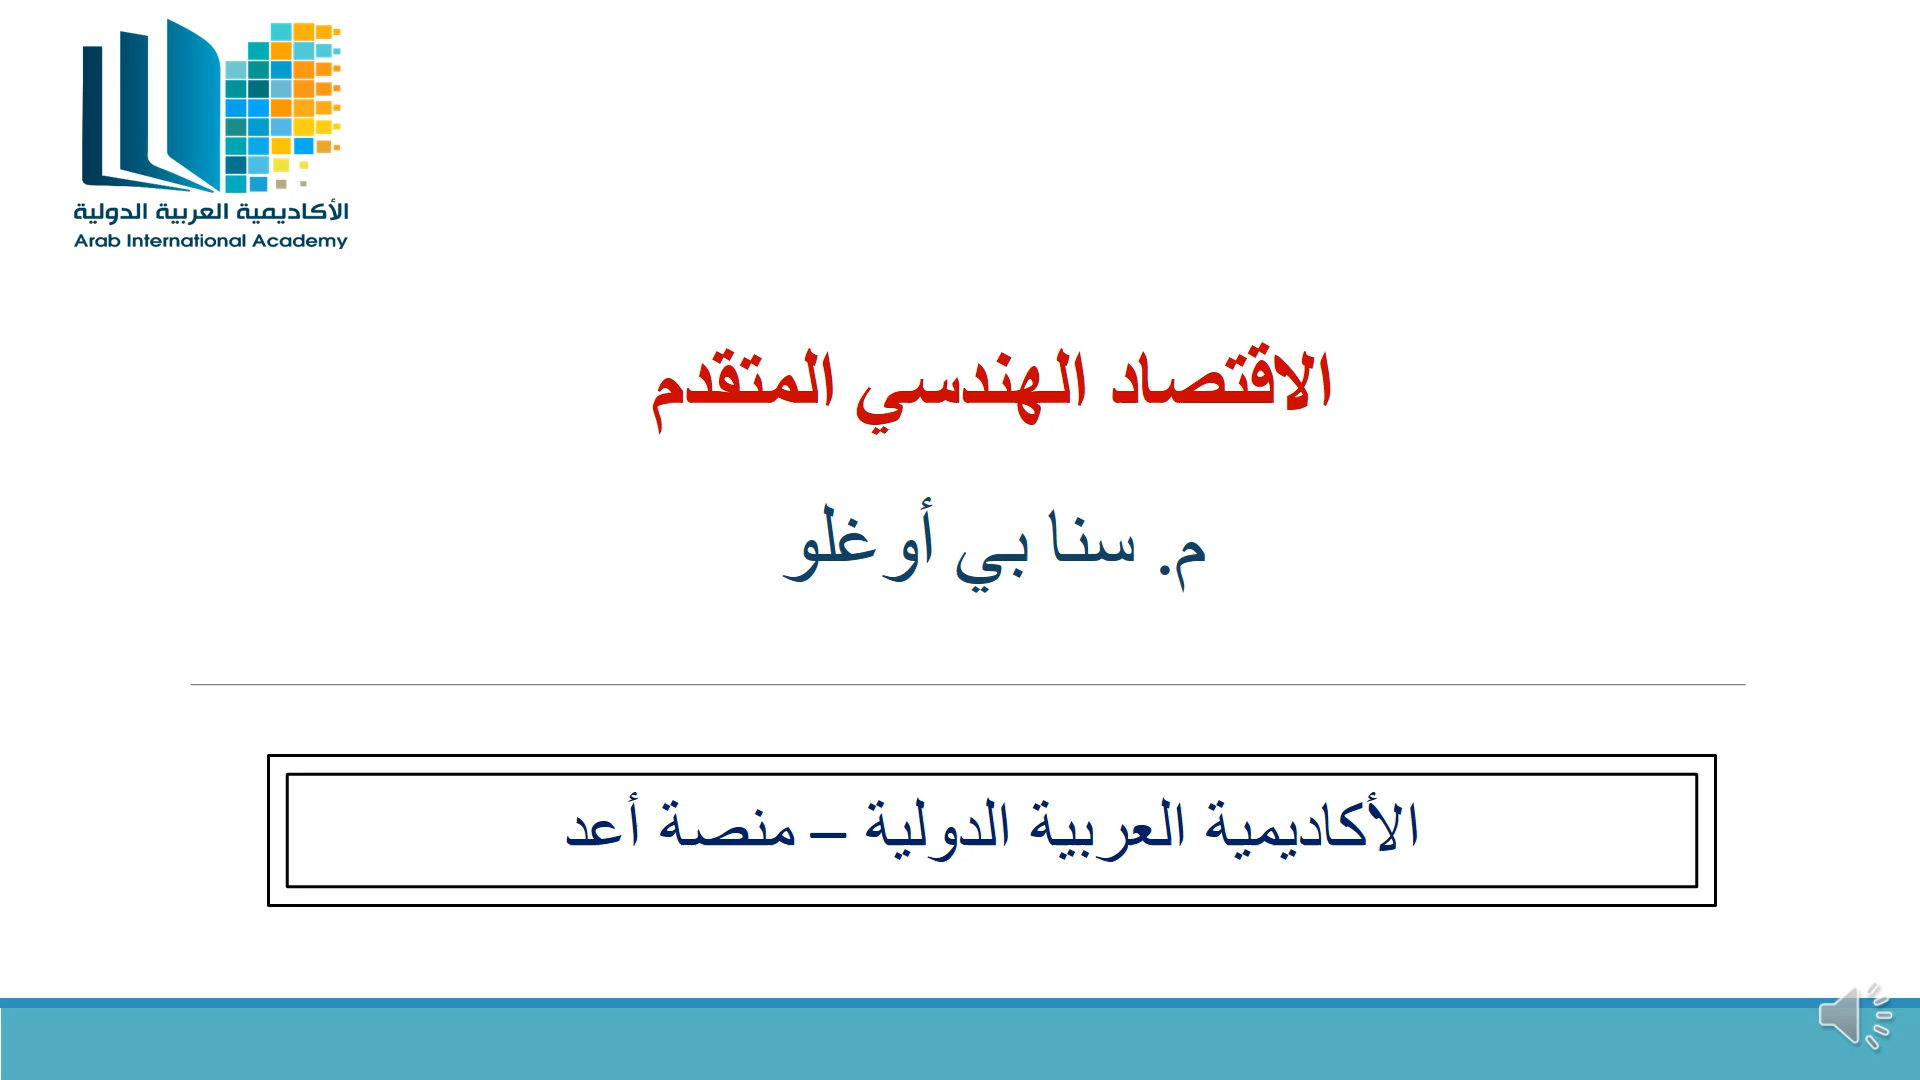 الأكاديمية العربية الدولية
Arab International Academy
الاقتصاد الهندسي المتقدم
م. سنا بي أوغلو
الأكاديمية العربية الدولية – منصة أعد